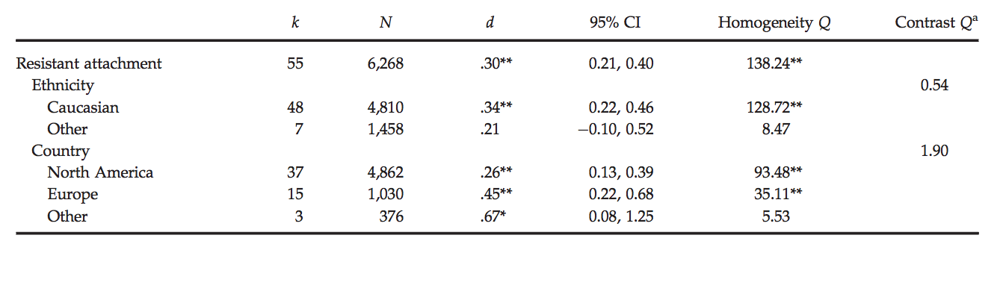 k N d 95% CI Homogeneity Q Contrast Qᵃ
Resistant attachment 55 6,268 .30** 0.21, 0.40 138.24**
Ethnicity 0.54
Caucasian 48 4,810 .34** 0.22, 0.46 128.72**
Other 7 1,458 .21 −0.10, 0.52 8.47
Country 1.90
North America 37 4,862 .26** 0.13, 0.39 93.48**
Europe 15 1,030 .45** 0.22, 0.68 35.11**
Other 3 376 .67* 0.08, 1.25 5.53